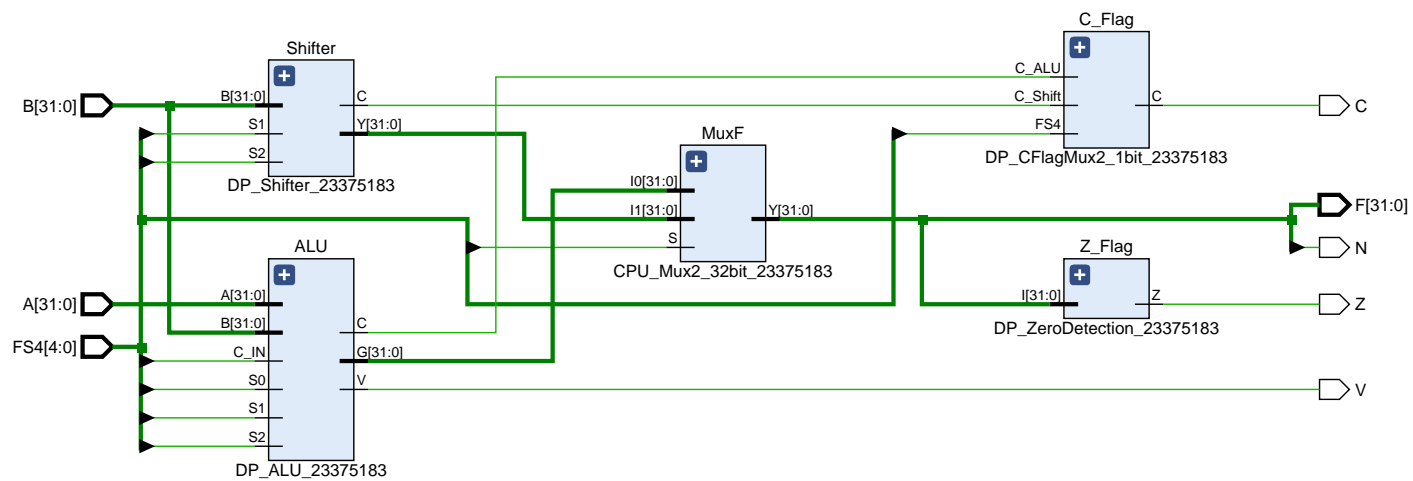 C_Flag
C_ALU
C_Shift
C
FS4
DP_CFlagMux2_1bit_23375183
C
Shifter
B[31:0]
B[31:0]
C
S1
Y[31:0]
S2
DP_Shifter_23375183
MuxF
I0[31:0]
I1[31:0]
Y[31:0]
S
CPU_Mux2_32bit_23375183
F[31:0]
N
ALU
A[31:0]
A[31:0]
B[31:0]
C
FS4[4:0]
C_IN
G[31:0]
S0
V
S1
S2
DP_ALU_23375183
Z_Flag
I[31:0]
Z
DP_ZeroDetection_23375183
Z
V